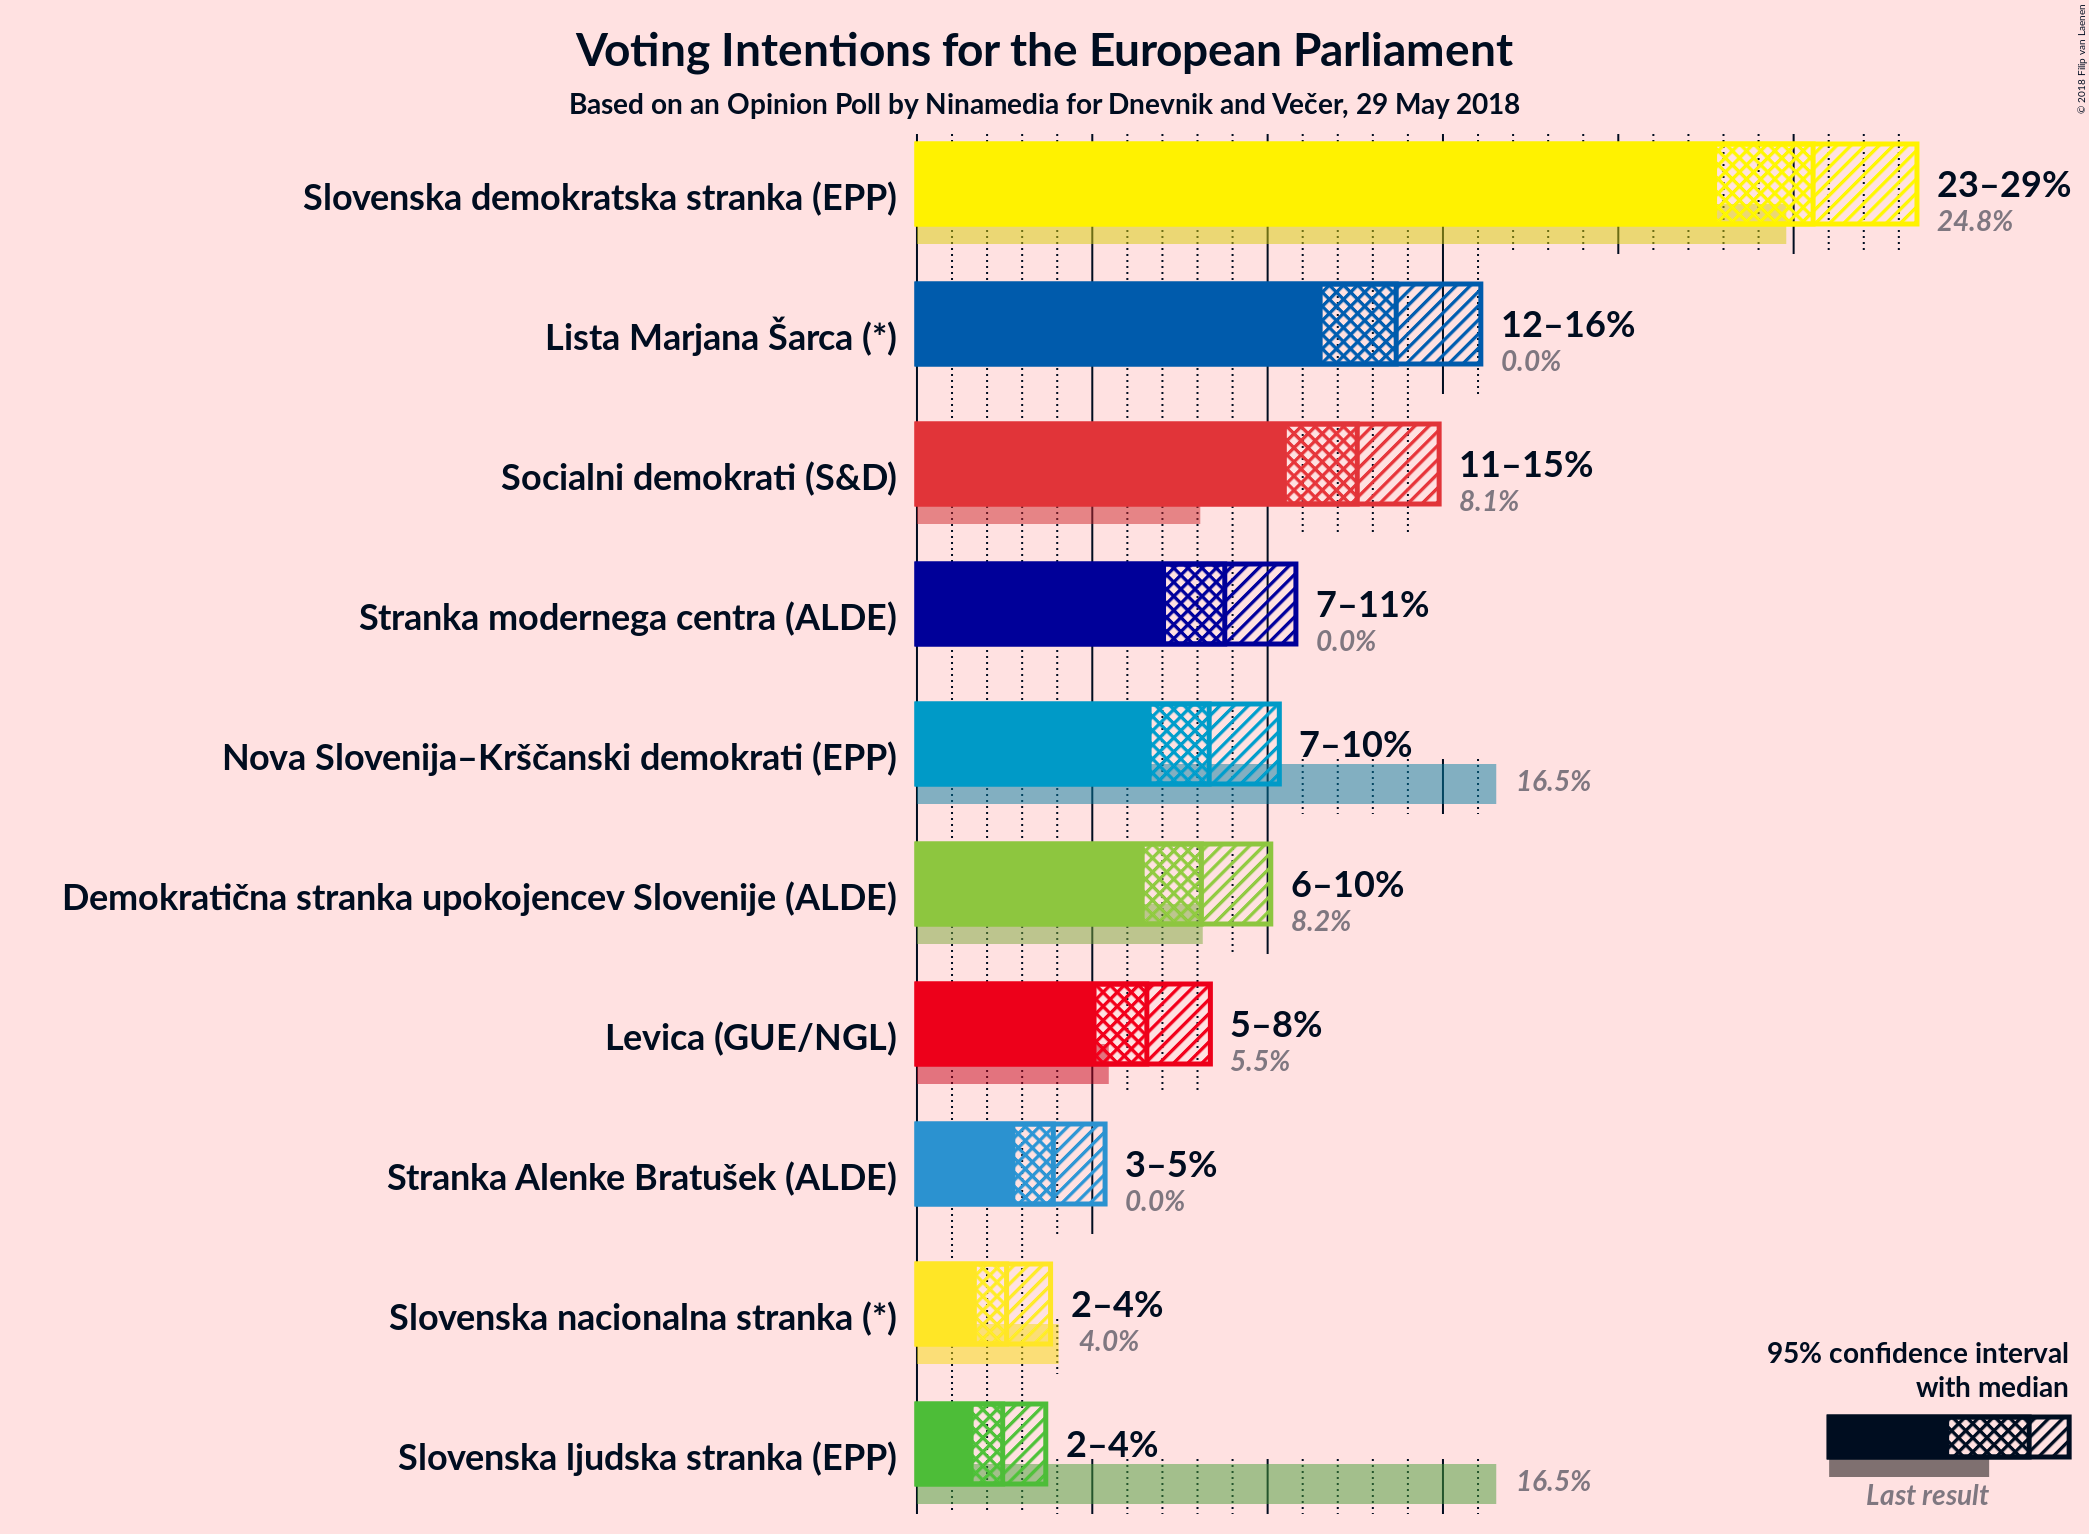 Voting Intentions for the European Parliament
Based on an Opinion Poll by Ninamedia for Dnevnik and Večer, 29 May 2018
© 2018 Filip van Laenen
Slovenska demokratska stranka (EPP)
23–29%
24.8%
Lista Marjana Šarca (*)
12–16%
0.0%
Socialni demokrati (S&D)
11–15%
8.1%
Stranka modernega centra (ALDE)
7–11%
0.0%
Nova Slovenija–Krščanski demokrati (EPP)
7–10%
16.5%
Demokratična stranka upokojencev Slovenije (ALDE)
6–10%
8.2%
Levica (GUE/NGL)
5–8%
5.5%
Stranka Alenke Bratušek (ALDE)
3–5%
0.0%
Slovenska nacionalna stranka (*)
2–4%
4.0%
Slovenska ljudska stranka (EPP)
2–4%
16.5%
95% confidence interval
with median
Last result